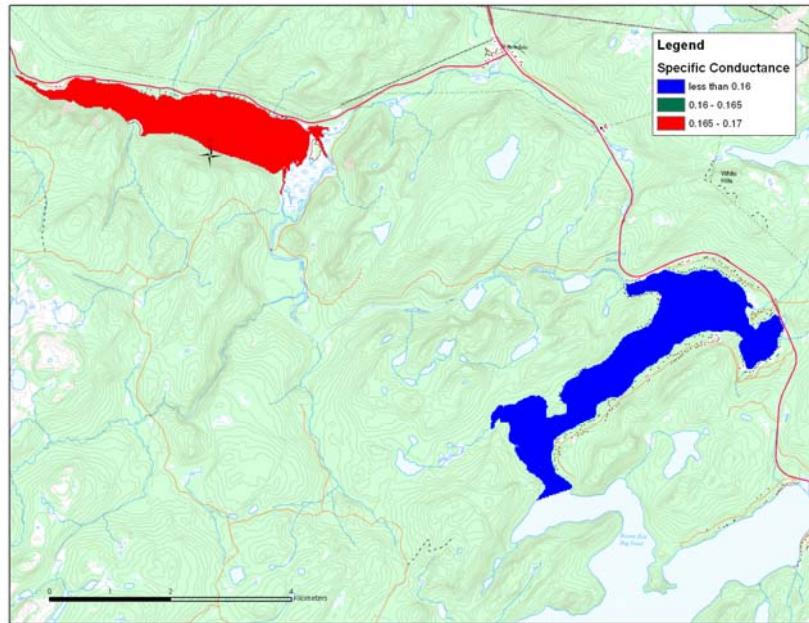 Legend
Specific Conductance
less than 0.16
0.16 - 0.165
0.165 - 0.17
White
Hills
0
1
2
4
Kilometers